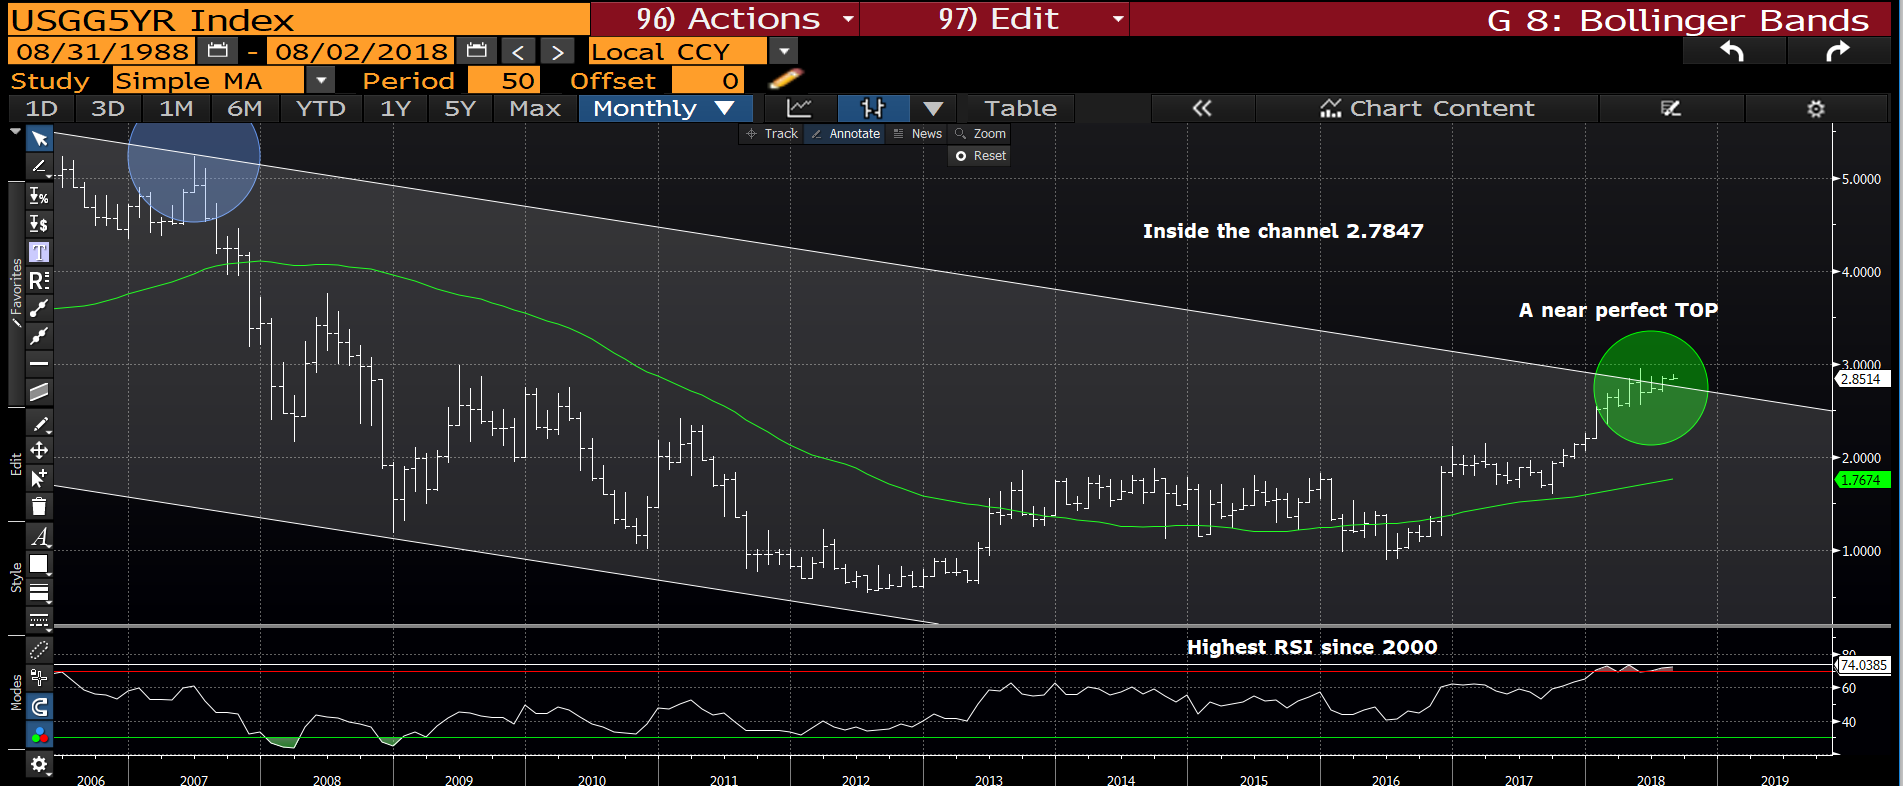 USGG5YR Index 96) Actions 97) Edit G 8: Bollinger Bands
08/31/1988 - 08/02/2018 < > Local CCY
Study Simple MA Period 50 Offset 0
1D 3D 1M 6M YTD 1Y 5Y Max Monthly Table « Chart Content
Track Annotate News Zoom
Reset
Favorites
Edit
Style
Modes
% 
$
T
R
A
Inside the channel 2.7847
A near perfect TOP
5.0000
4.0000
3.0000
2.8514
2.0000
1.7674
1.0000
Highest RSI since 2000
80
74.0385
60
40
2006 2007 2008 2009 2010 2011 2012 2013 2014 2015 2016 2017 2018 2019